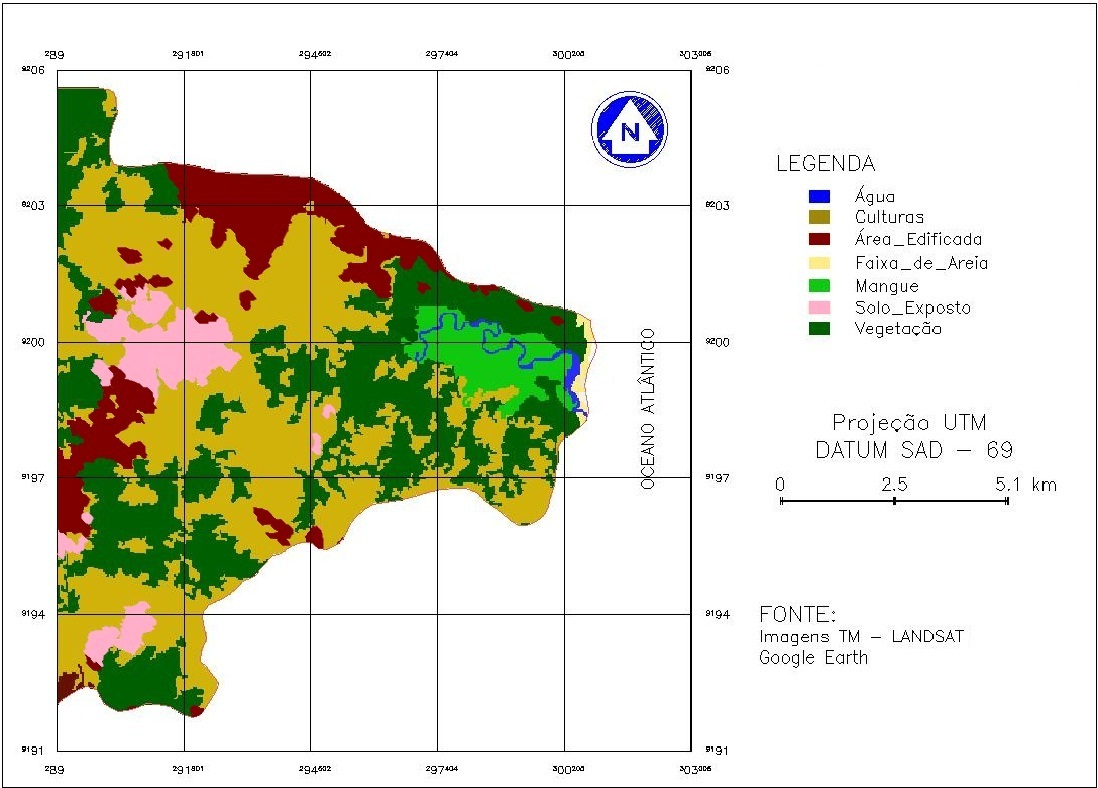 289 291801 294602 297404 300205 303006
9206 9206
N
9203 9203
9200 9200
9197 9197
9194 9194
9191 9191
289 291801 294602 297404 300205 303006
OCEANO ATLÂNTICO
LEGENDA
Água
Culturas
Área_Edificada
Faixa_de_Areia
Mangue
Solo_Exposto
Vegetação
Projeção UTM
DATUM SAD – 69
0 2.5 5.1 km
FONTE:
Imagens TM – LANDSAT
Google Earth